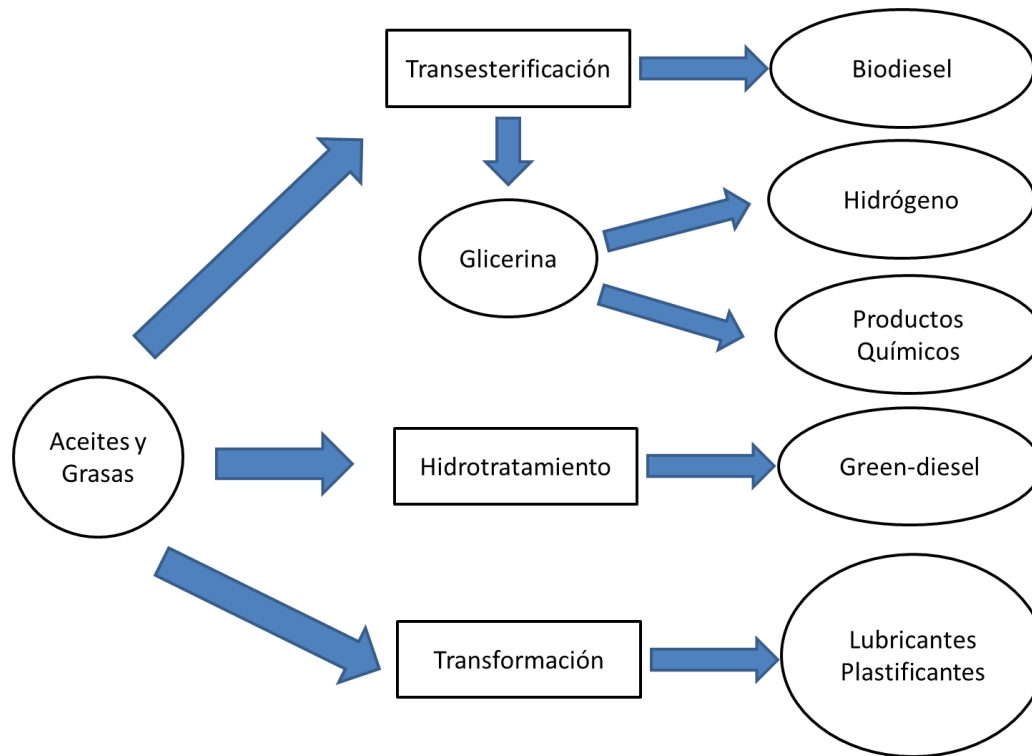 Transesterificación
Biodiesel
Hidrógeno
Glicerina
Productos
Químicos
Aceites y
Grasas
Hidrotratamiento
Green-diesel
Transformación
Lubricantes
Plastificantes